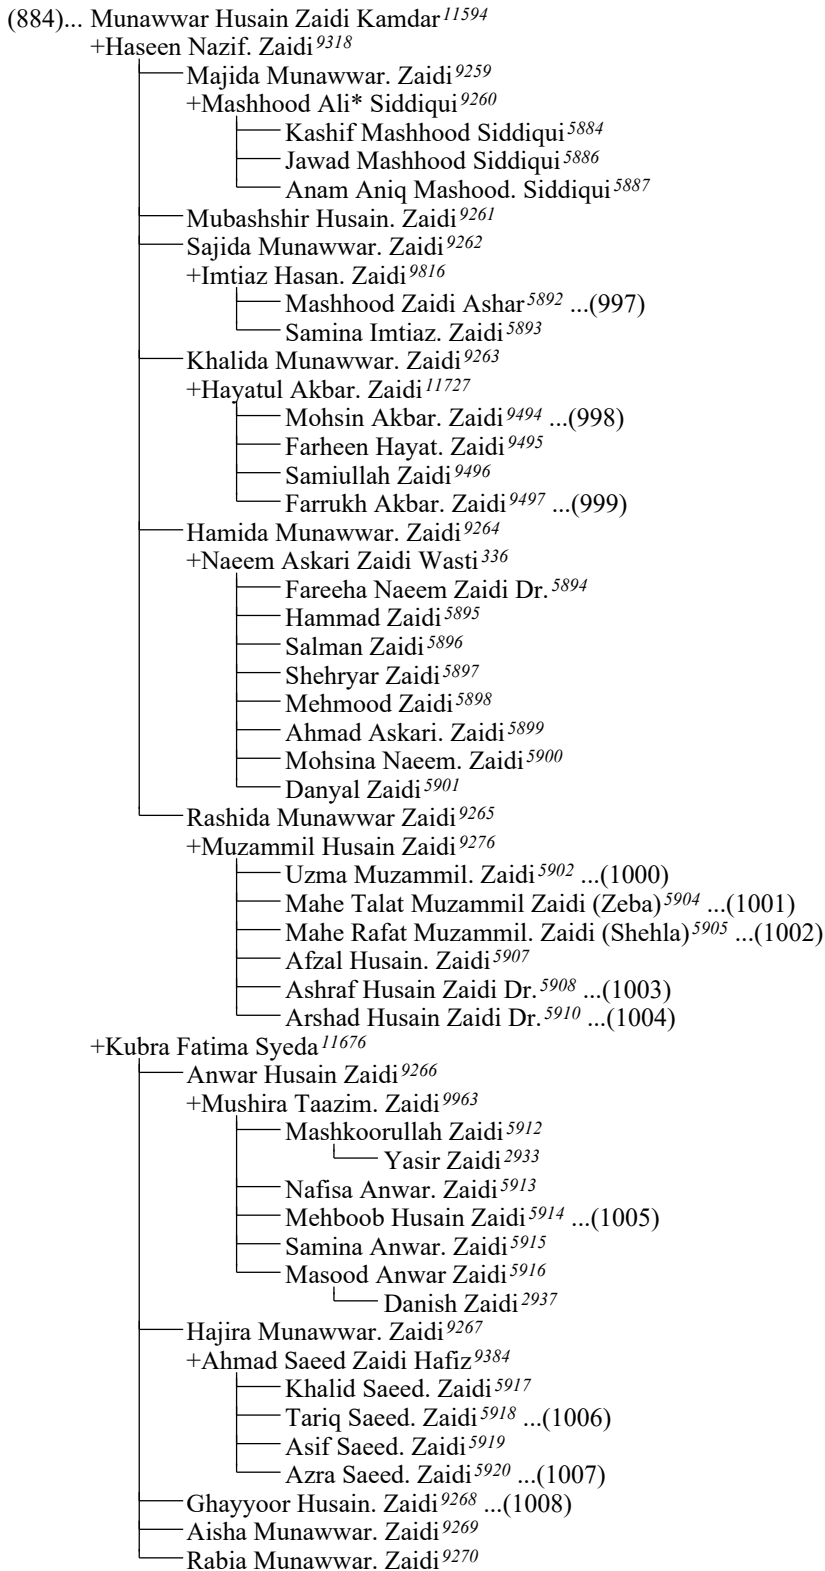 (884)... Munawwar Husain Zaidi Kamdar 11594
+Haseen Nazif. Zaidi 9318
Majida Munawwar. Zaidi 9259
+Mashhood Ali* Siddiqui 9260
Kashif Mashhood Siddiqui 5884
Jawad Mashhood Siddiqui 5886
Anam Aniq Mashood. Siddiqui 5887
Mubashshir Husain. Zaidi 9261
Sajida Munawwar. Zaidi 9262
+Imtiaz Hasan. Zaidi 9816
Mashhood Zaidi Ashar 5892 ...(997)
Samina Imtiaz. Zaidi 5893
Khalida Munawwar. Zaidi 9263
+Hayatul Akbar. Zaidi 11727
Mohsin Akbar. Zaidi 9494 ...(998)
Farheen Hayat. Zaidi 9495
Samiullah Zaidi 9496
Farrukh Akbar. Zaidi 9497 ...(999)
Hamida Munawwar. Zaidi 9264
+Naeem Askari Zaidi Wasti 336
Fareeha Naeem Zaidi Dr. 5894
Hammad Zaidi 5895
Salman Zaidi 5896
Shehryar Zaidi 5897
Mehmood Zaidi 5898
Ahmad Askari. Zaidi 5899
Mohsina Naeem. Zaidi 5900
Danyal Zaidi 5901
Rashida Munawwar Zaidi 9265
+Muzammil Husain Zaidi 9276
Uzma Muzammil. Zaidi 5902 ...(1000)
Mahe Talat Muzammil Zaidi (Zeba) 5904 ...(1001)
Mahe Rafat Muzammil. Zaidi (Shehla) 5905 ...(1002)
Afzal Husain. Zaidi 5907
Ashraf Husain Zaidi Dr. 5908 ...(1003)
Arshad Husain Zaidi Dr. 5910 ...(1004)
+Kubra Fatima Syeda 11676
Anwar Husain Zaidi 9266
+Mushira Taazim. Zaidi 9963
Mashkoorullah Zaidi 5912
Yasir Zaidi 2933
Nafisa Anwar. Zaidi 5913
Mehboob Husain Zaidi 5914 ...(1005)
Samina Anwar. Zaidi 5915
Masood Anwar Zaidi 5916
Danish Zaidi 2937
Hajira Munawwar. Zaidi 9267
+Ahmad Saeed Zaidi Hafiz 9384
Khalid Saeed. Zaidi 5917
Tariq Saeed. Zaidi 5918 ...(1006)
Asif Saeed. Zaidi 5919
Azra Saeed. Zaidi 5920 ...(1007)
Ghayyoor Husain. Zaidi 9268 ...(1008)
Aisha Munawwar. Zaidi 9269
Rabia Munawwar. Zaidi 9270